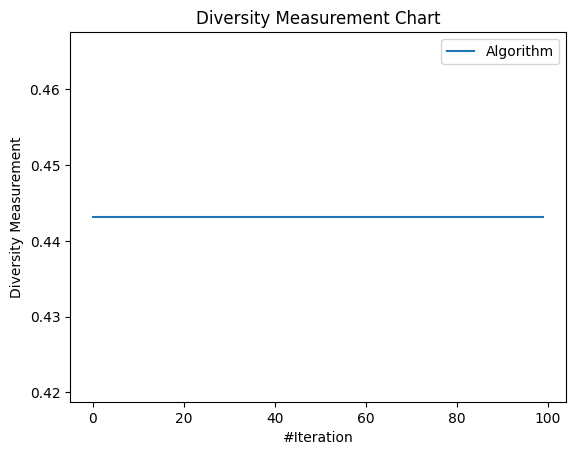 Diversity Measurement Chart
Algorithm
0.46
0.45
0.44
0.43
0.42
Diversity Measurement
0 20 40 60 80 100
#Iteration